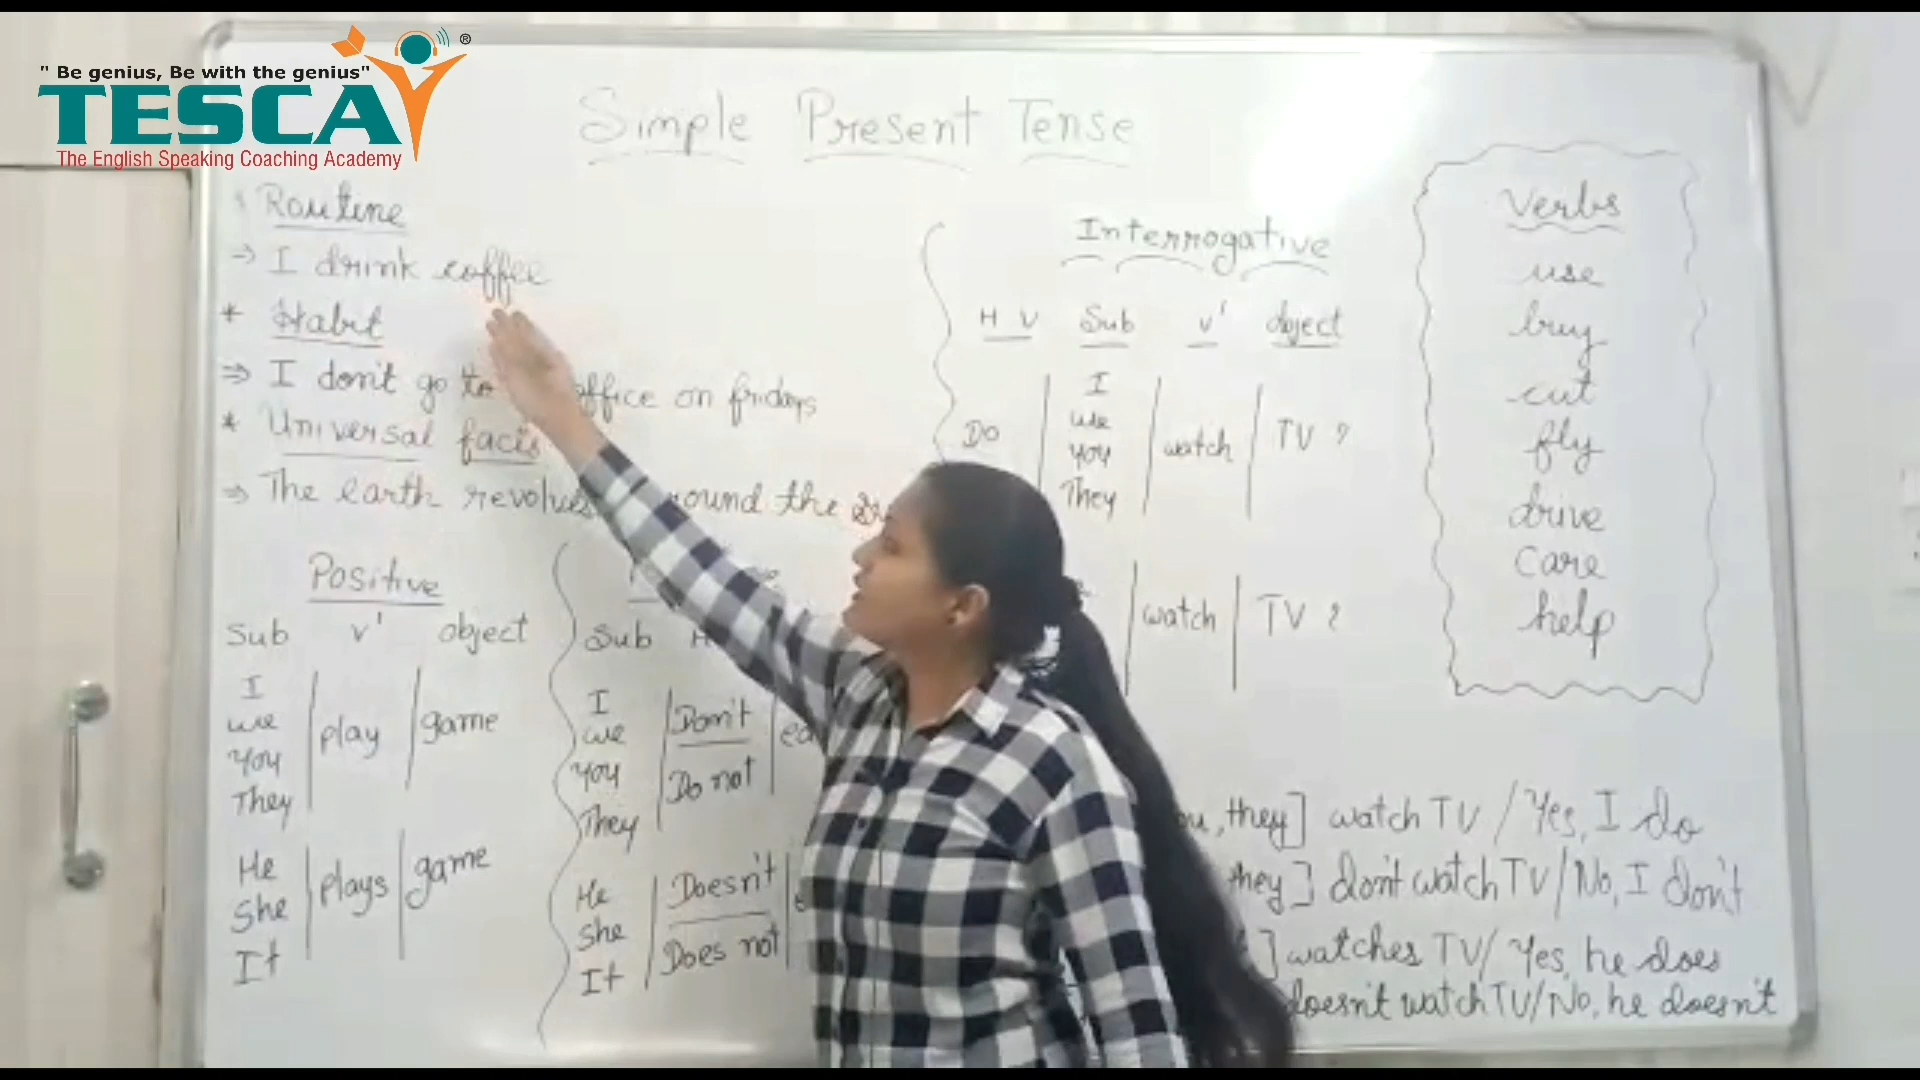 " Be genius, Be with the genius"
®
TESCA
The English Speaking Coaching Academy
Simple Present Tense
Routine
⇒ I drink coffee
* Habit
⇒ I don't go to office on fridays
* Universal facts
⇒ The earth revolves round the
Positive
Sub V' object
I
we
You
They
play game
He
She
It
plays game
Sub H
I
we
You
They
Don't
Do not
He
She
It
Doesn't
Does not
Interrogative
H V Sub V' object
Do
I
we
you
They
watch TV ?
watch TV ?
they] watch TV / Yes, I do
they] don't watch TV / No, I don't
] watches TV / Yes, he does
doesn't watch TV / No, he doesn't
Verbs
use
buy
cut
fly
drive
care
help